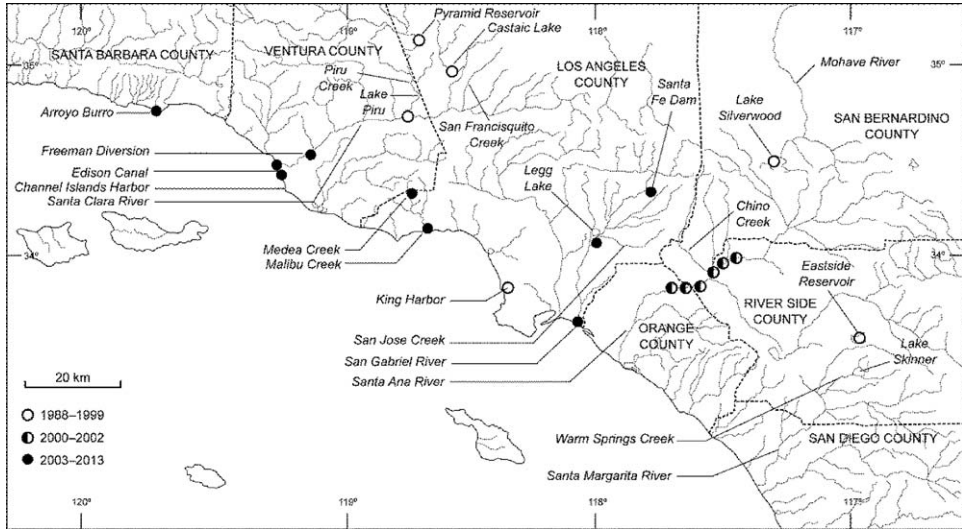 120°
119°
118°
117°
Pyramid Reservoir
Castaic Lake
SANTA BARBARA COUNTY
VENTURA COUNTY
LOS ANGELES
COUNTY
Mohave River
35°
35°
Piru
Creek
Lake
Piru
Santa
Fe Dam
Lake
Silverwood
SAN BERNARDINO
COUNTY
Arroyo Burro
San Francisquito
Creek
Freeman Diversion
Edison Canal
Channel Islands Harbor
Santa Clara River
Legg
Lake
Chino
Creek
Medea Creek
Malibu Creek
34°
34°
Eastside
Reservoir
King Harbor
RIVER SIDE
COUNTY
ORANGE
COUNTY
San Jose Creek
San Gabriel River
Santa Ana River
Lake
Skinner
20 km
1988–1999
2000–2002
2003–2013
Warm Springs Creek
SAN DIEGO COUNTY
Santa Margarita River
120°
119°
118°
117°